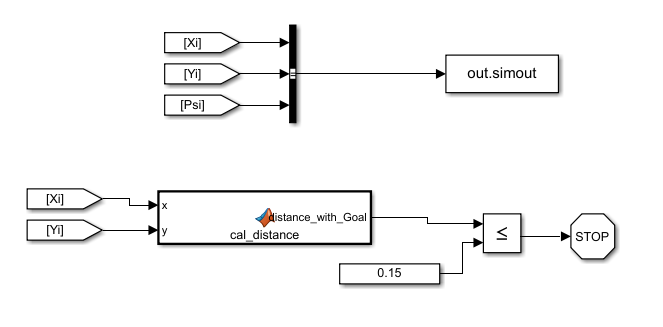 [Xi]
[Yi]
[Psi]
out.simout
[Xi]
[Yi]
x
y
distance_with_Goal
cal_distance
0.15
≤
STOP